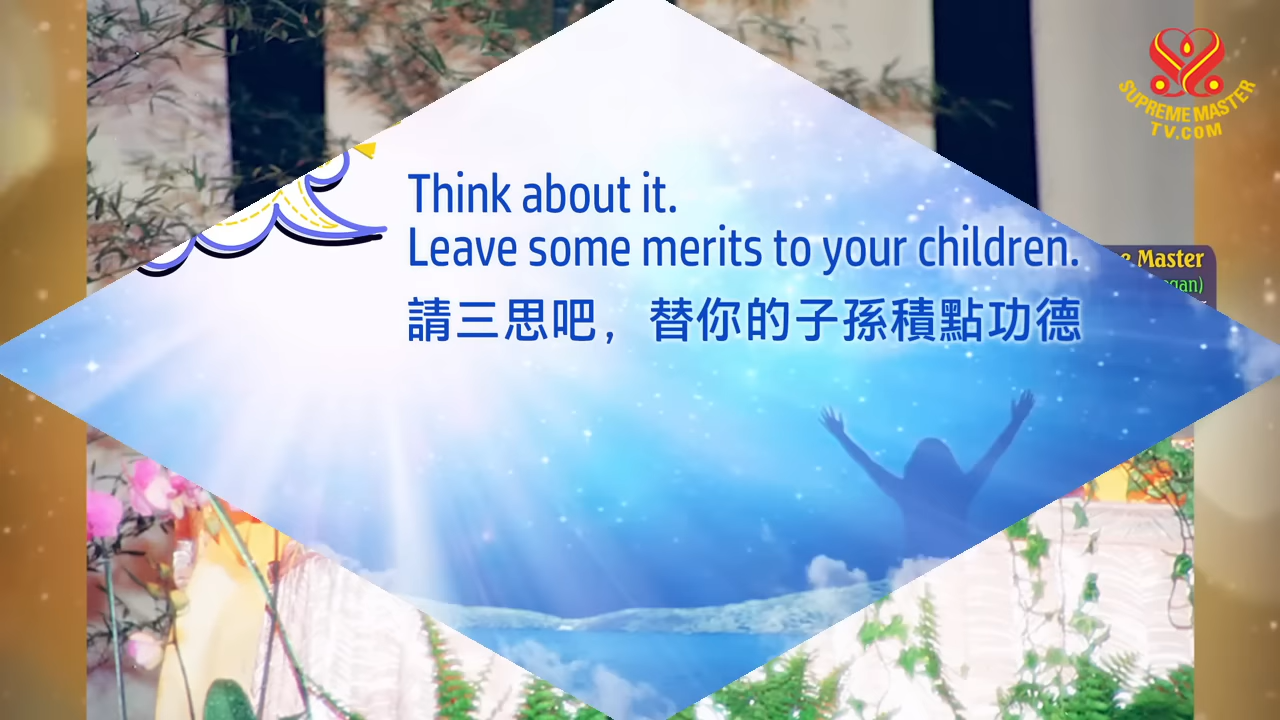 SUPREME MASTER
TV.COM
Think about it.
Leave some merits to your children.
請三思吧，替你的子孫積點功德
Master